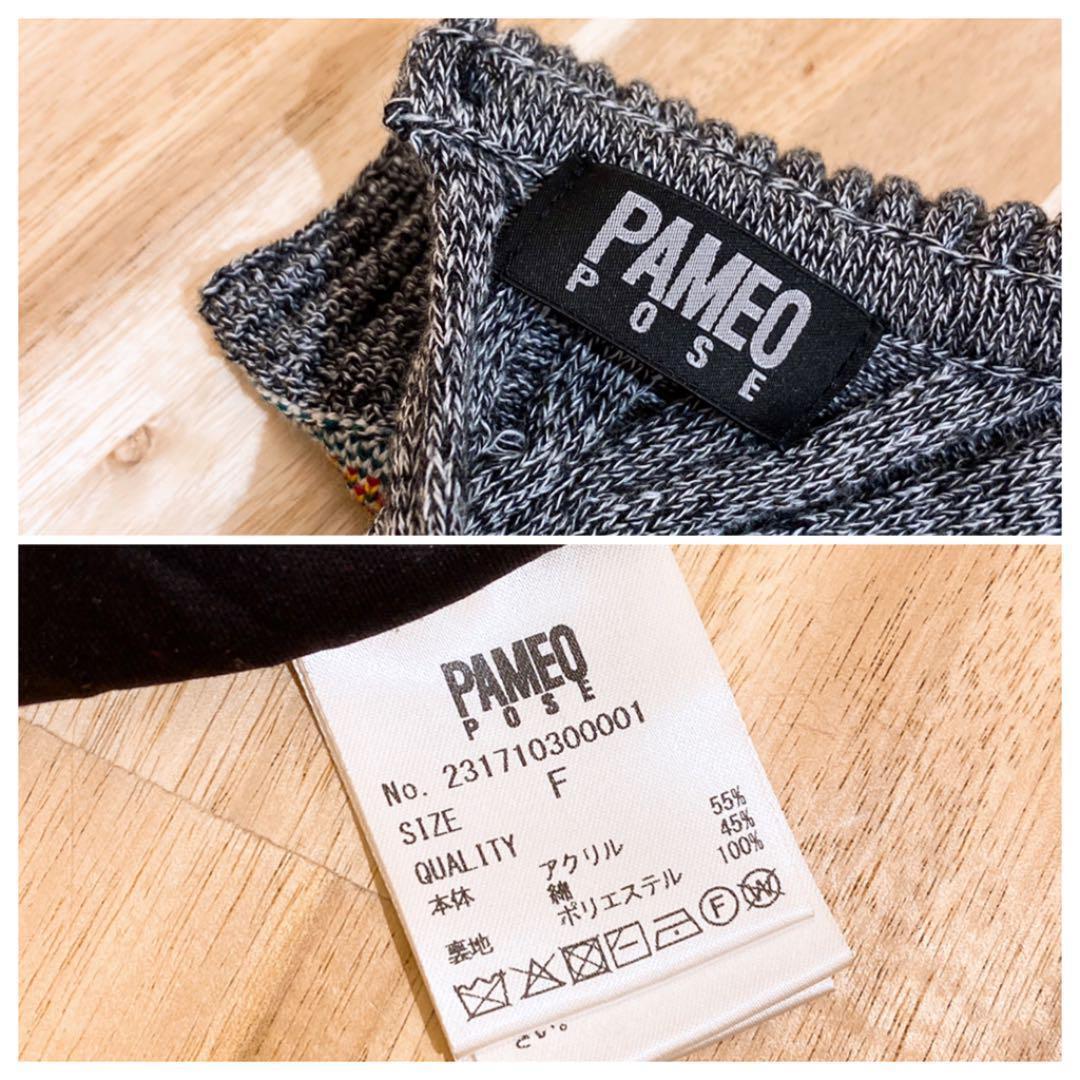 PAMEO
POSE
PAMEO
POSE
No. 231710300001
SIZE F
QUALITY
本体 アクリル 55%
綿 45%
裏地 ポリエステル 100%
F W